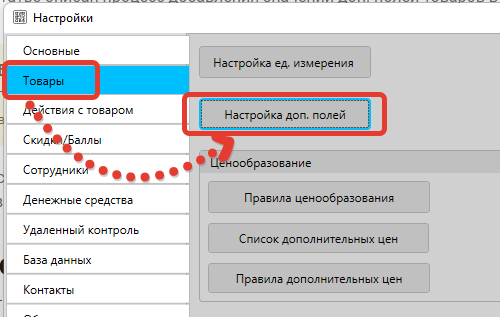 Настройки
Основные
Товары
Действия с товаром
Скидки/Баллы
Сотрудники
Денежные средства
Удаленный контроль
База данных
Контакты
Настройка ед. измерения
Настройка доп. полей
Ценообразование
Правила ценообразования
Список дополнительных цен
Правила дополнительных цен